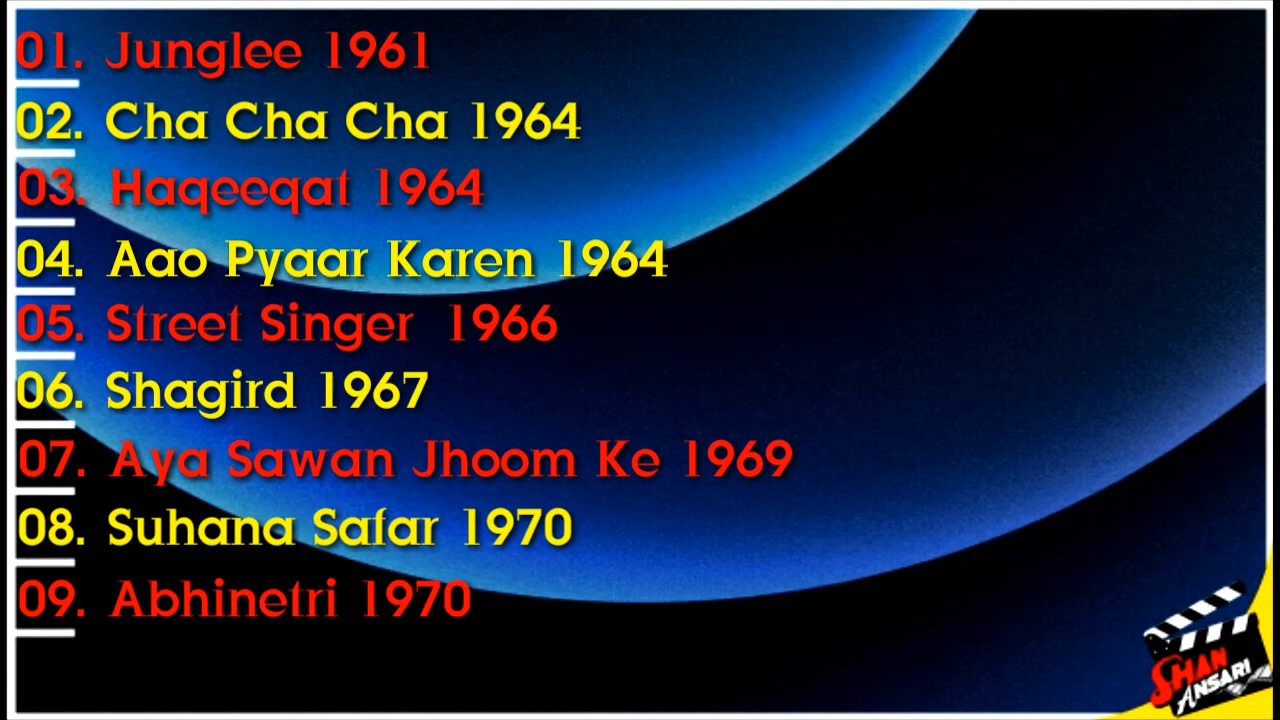 01. Junglee 1961
02. Cha Cha Cha 1964
03. Haqeeqat 1964
04. Aao Pyaar Karen 1964
05. Street Singer 1966
06. Shagird 1967
07. Aya Sawan Jhoom Ke 1969
08. Suhana Safar 1970
09. Abhinetri 1970
SHAN
ANSARI